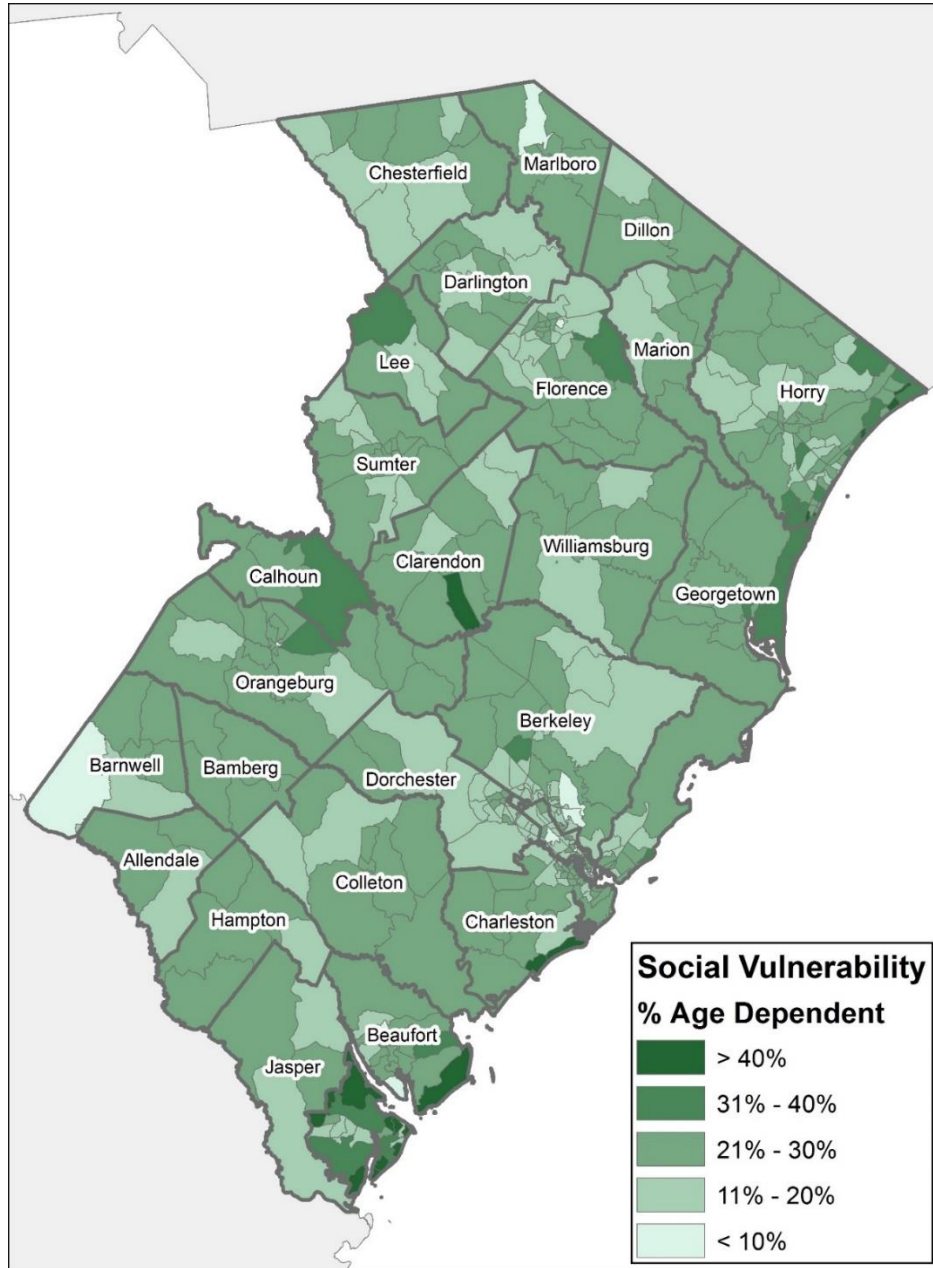 Chesterfield
Marlboro
Dillon
Darlington
Lee
Florence
Marion
Horry
Sumter
Clarendon
Williamsburg
Georgetown
Calhoun
Orangeburg
Berkeley
Barnwell
Bamberg
Dorchester
Allendale
Colleton
Hampton
Charleston
Beaufort
Jasper
Social Vulnerability
% Age Dependent
> 40%
31% - 40%
21% - 30%
11% - 20%
< 10%